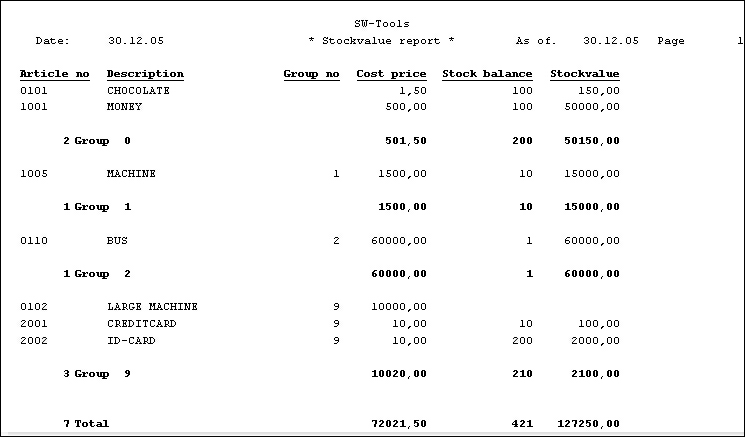 SW-Tools
Date: 30.12.05 * Stockvalue report * As of. 30.12.05 Page 1
Article no Description Group no Cost price Stock balance Stockvalue
0101 CHOCOLATE 1,50 100 150,00
1001 MONEY 500,00 100 50000,00
2 Group 0 501,50 200 50150,00
1005 MACHINE 1 1500,00 10 15000,00
1 Group 1 1500,00 10 15000,00
0110 BUS 2 60000,00 1 60000,00
1 Group 2 60000,00 1 60000,00
0102 LARGE MACHINE 9 10000,00
2001 CREDITCARD 9 10,00 10 100,00
2002 ID-CARD 9 10,00 200 2000,00
3 Group 9 10020,00 210 2100,00
7 Total 72021,50 421 127250,00